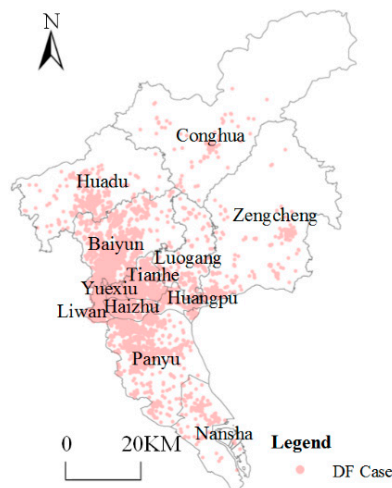 N
Conghua
Huadu
Zengcheng
Baiyun
Luogang
Tianhe
Yuexiu
Huangpu
Liwan
Haizhu
Panyu
Nansha
Legend
0 20KM
DF Case